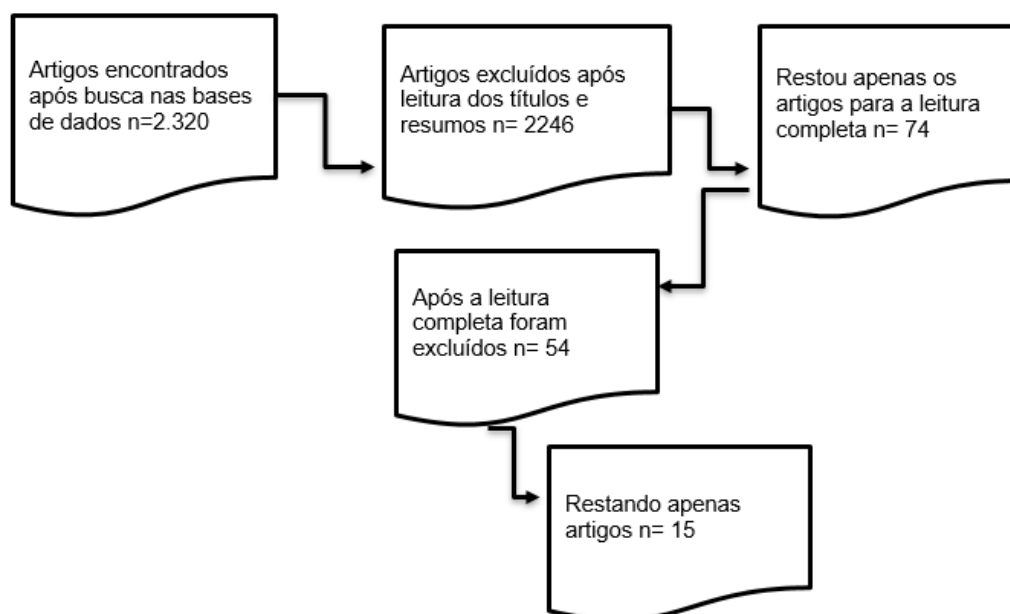 Artigos encontrados
após busca nas bases
de dados n=2.320
Artigos excluídos após
leitura dos títulos e
resumos n= 2246
Restou apenas os
artigos para a leitura
completa n= 74
Após a leitura
completa foram
excluídos n= 54
Restando apenas
artigos n= 15